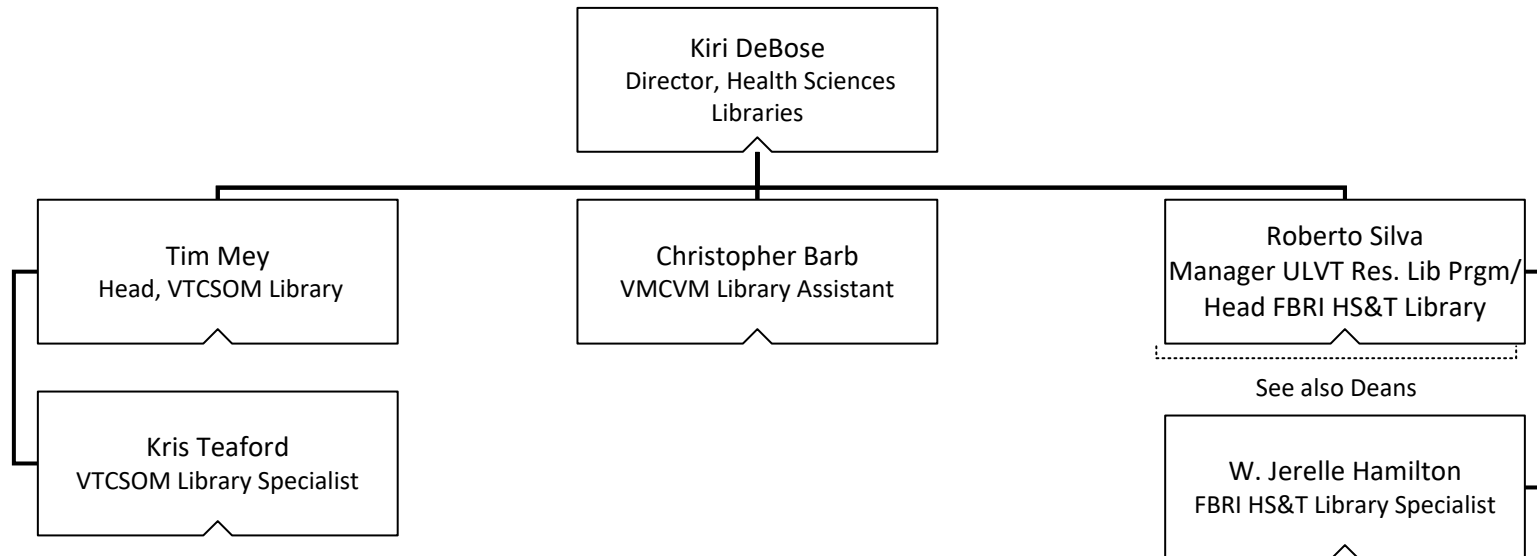 Kiri DeBose
Director, Health Sciences
Libraries
Tim Mey
Head, VTCSOM Library
Christopher Barb
VMCVM Library Assistant
Roberto Silva
Manager ULVT Res. Lib Prgm/
Head FBRI HS&T Library
See also Deans
Kris Teaford
VTCSOM Library Specialist
W. Jerelle Hamilton
FBRI HS&T Library Specialist